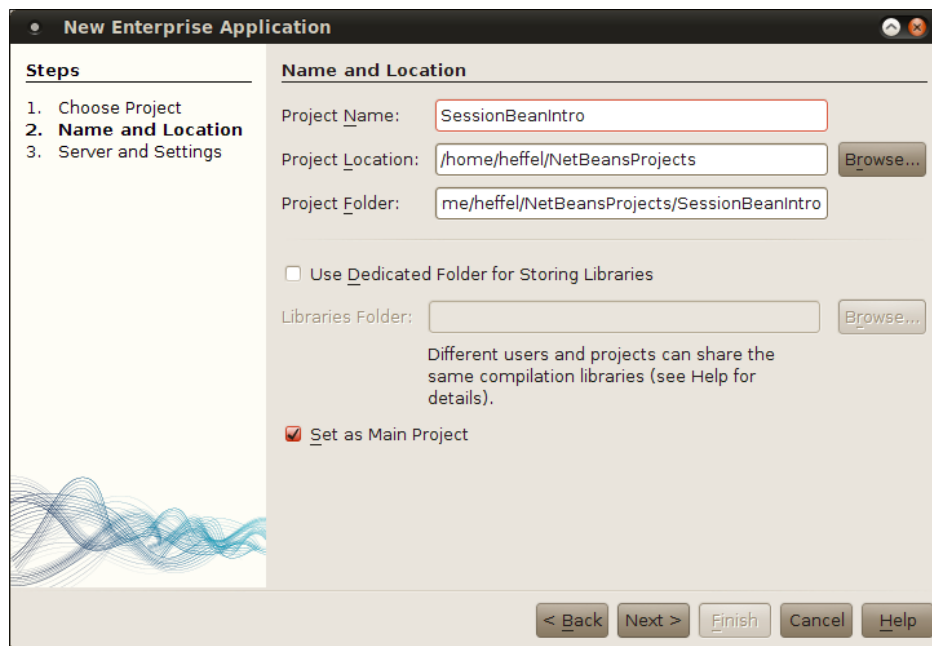 New Enterprise Application
Steps
1. Choose Project
2. Name and Location
3. Server and Settings
Name and Location
Project Name: SessionBeanIntro
Project Location: /home/heffel/NetBeansProjects Browse...
Project Folder: me/heffel/NetBeansProjects/SessionBeanIntro
Use Dedicated Folder for Storing Libraries
Libraries Folder: Browse...
Different users and projects can share the
same compilation libraries (see Help for
details).
Set as Main Project
< Back Next > Finish Cancel Help